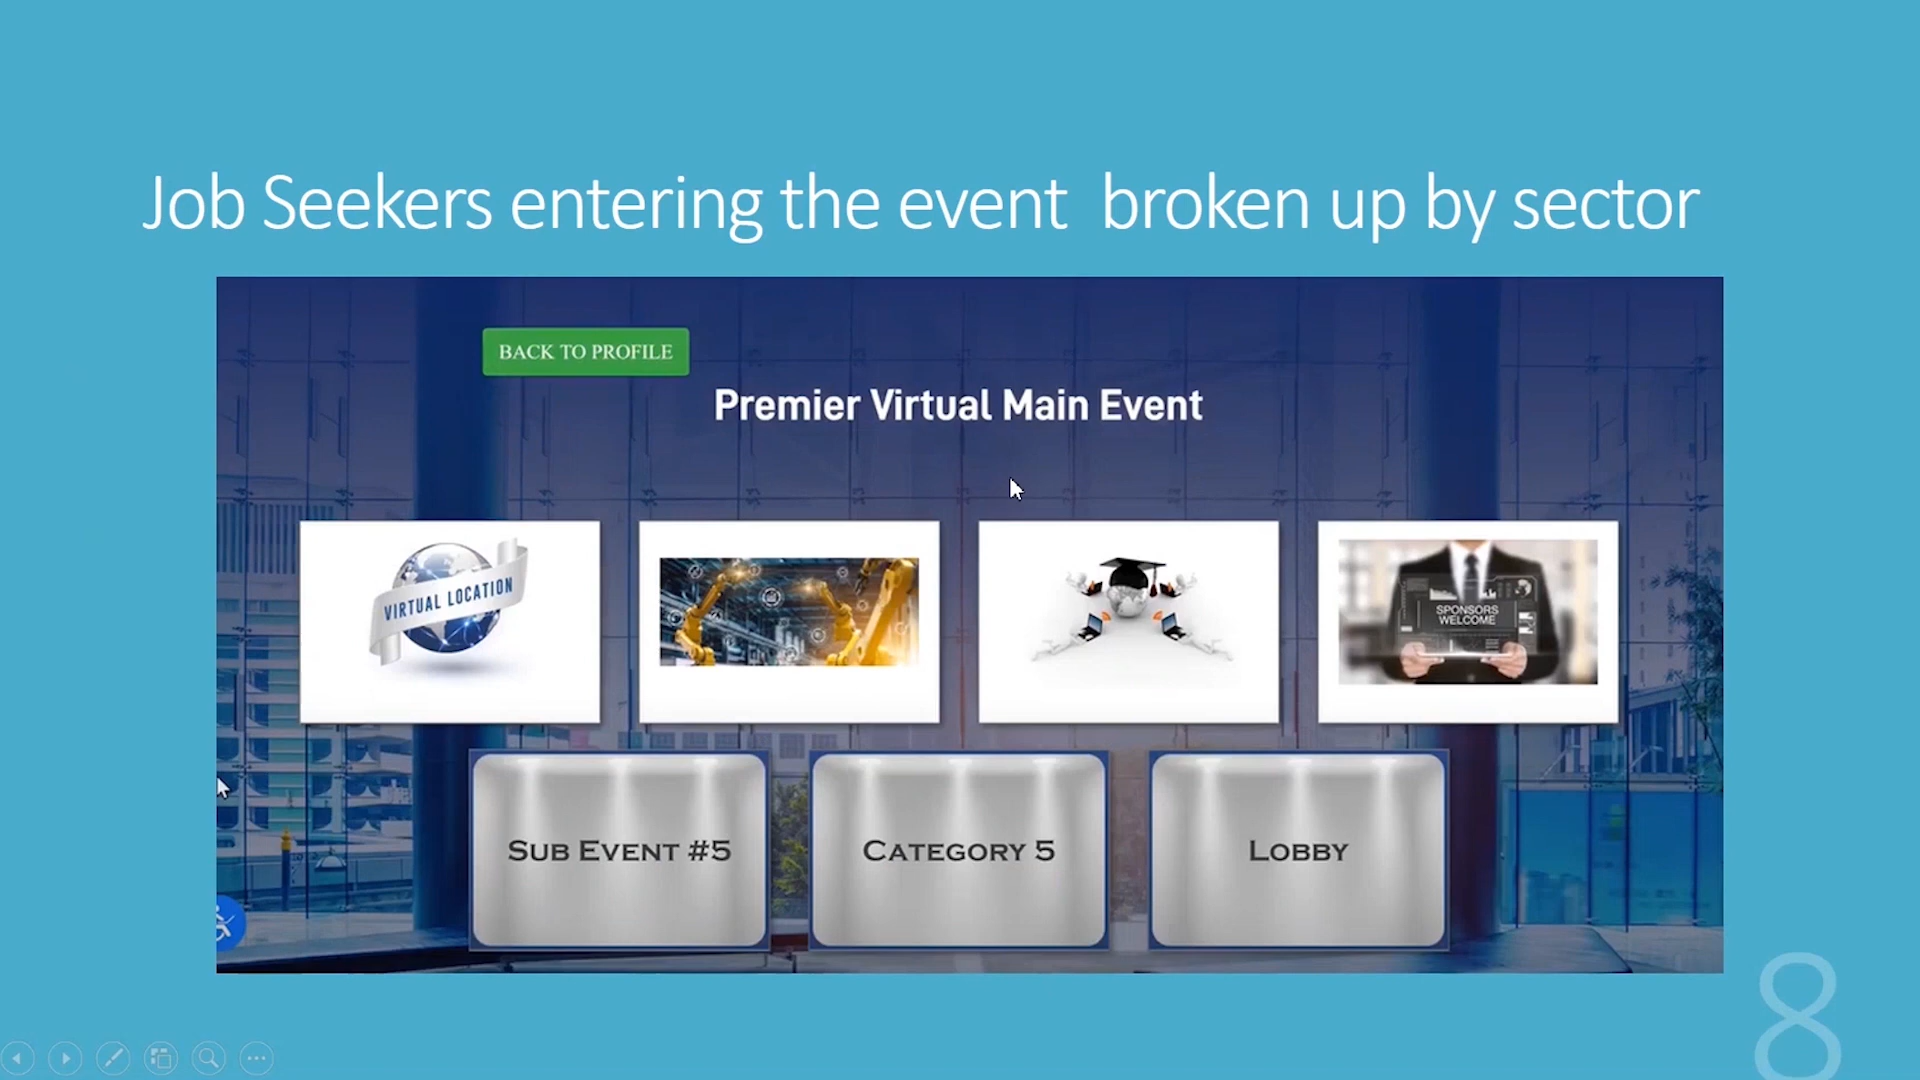 Job Seekers entering the event  broken up by sector
BACK TO PROFILE
Premier Virtual Main Event
VIRTUAL LOCATION
SPONSORS
WELCOME
SUB EVENT #5
CATEGORY 5
LOBBY
8